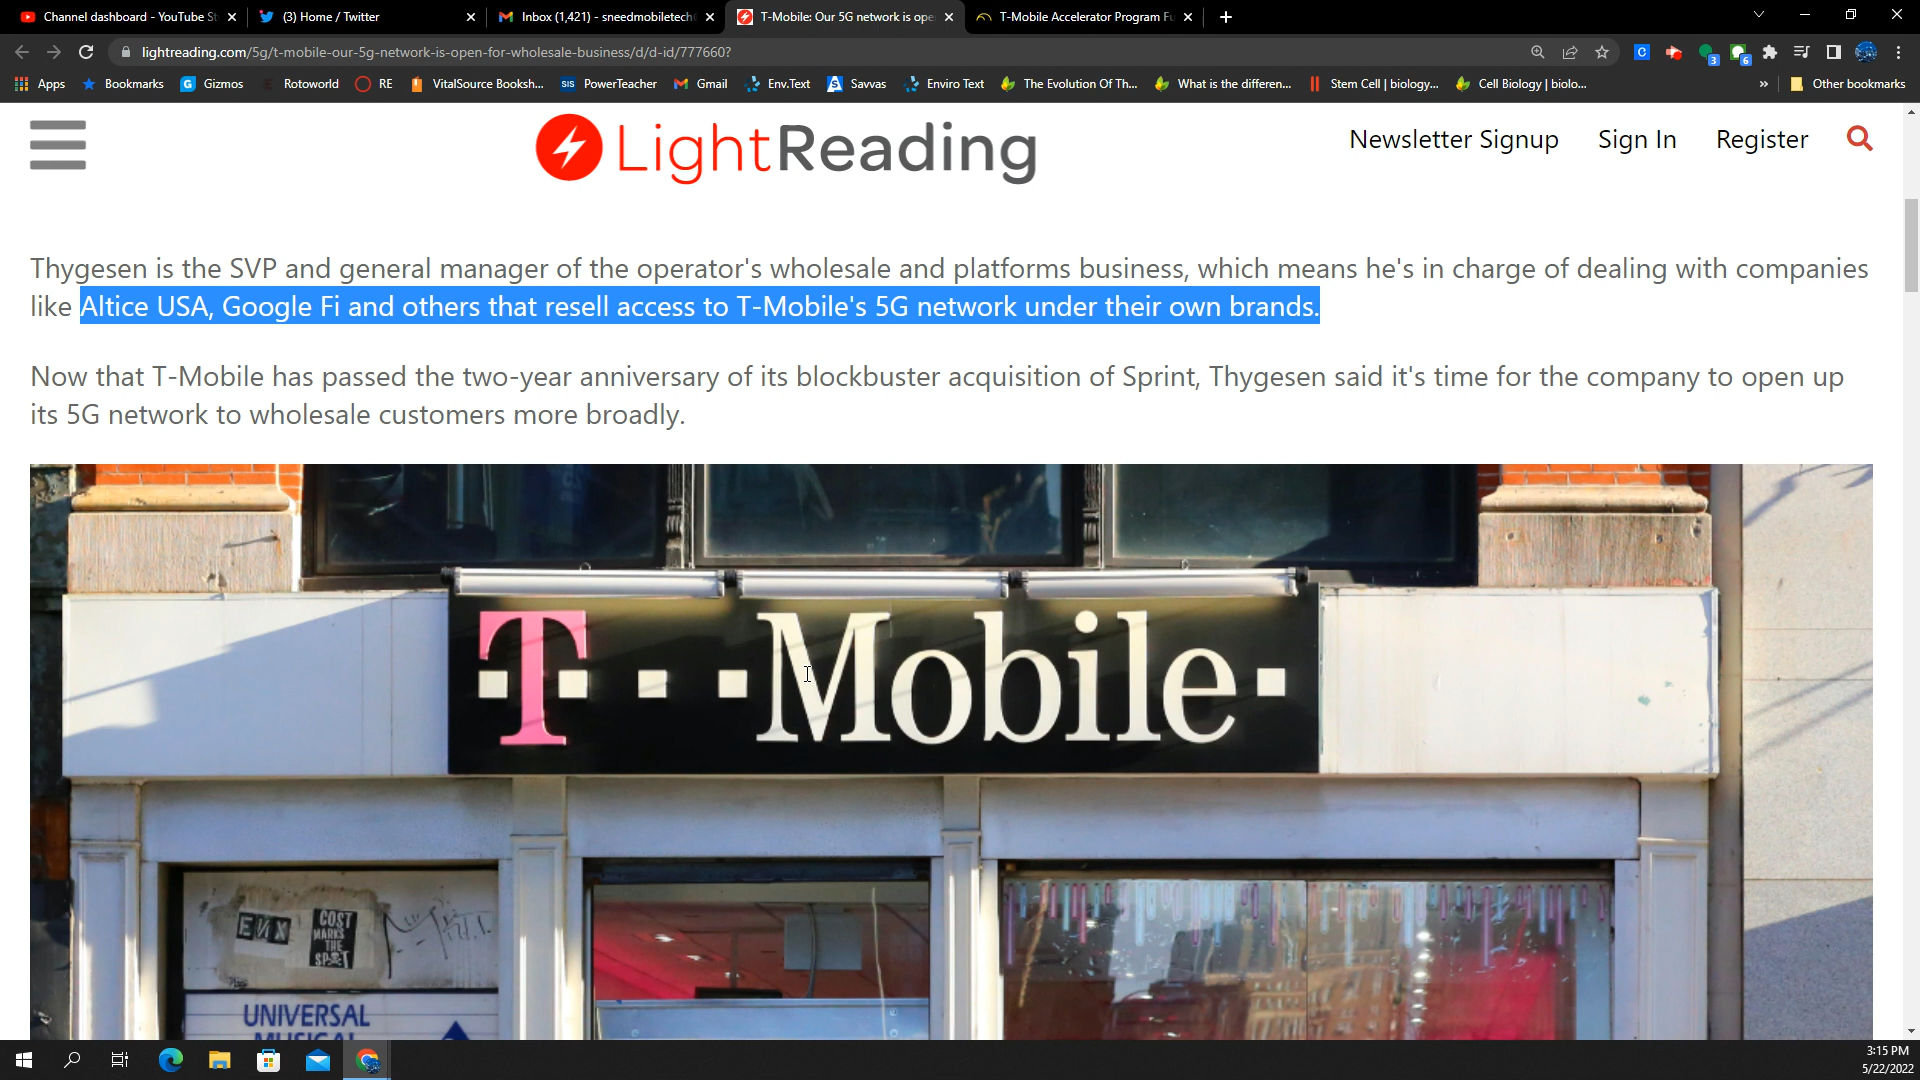 Channel dashboard - YouTube St
(3) Home / Twitter
Inbox (1,421) - sneedmobiletech
T-Mobile: Our 5G network is ope
T-Mobile Accelerator Program Fu
lightreading.com/5g/t-mobile-our-5g-network-is-open-for-wholesale-business/d/d-id/777660?
3
6
Apps
Bookmarks
Gizmos
Rotoworld
RE
VitalSource Booksh...
SIS
PowerTeacher
Gmail
Env.Text
Savvas
Enviro Text
The Evolution Of Th...
What is the differen...
Stem Cell | biology...
Cell Biology | biolo...
»
Other bookmarks
LightReading
Newsletter Signup
Sign In
Register
Thygesen is the SVP and general manager of the operator's wholesale and platforms business, which means he's in charge of dealing with companies
like Altice USA, Google Fi and others that resell access to T-Mobile's 5G network under their own brands.
Now that T-Mobile has passed the two-year anniversary of its blockbuster acquisition of Sprint, Thygesen said it's time for the company to open up
its 5G network to wholesale customers more broadly.
T Mobile
ENX
COST
MARKS
THE
SPOT
UNIVERSAL
MUSICAL
3:15 PM
5/22/2022